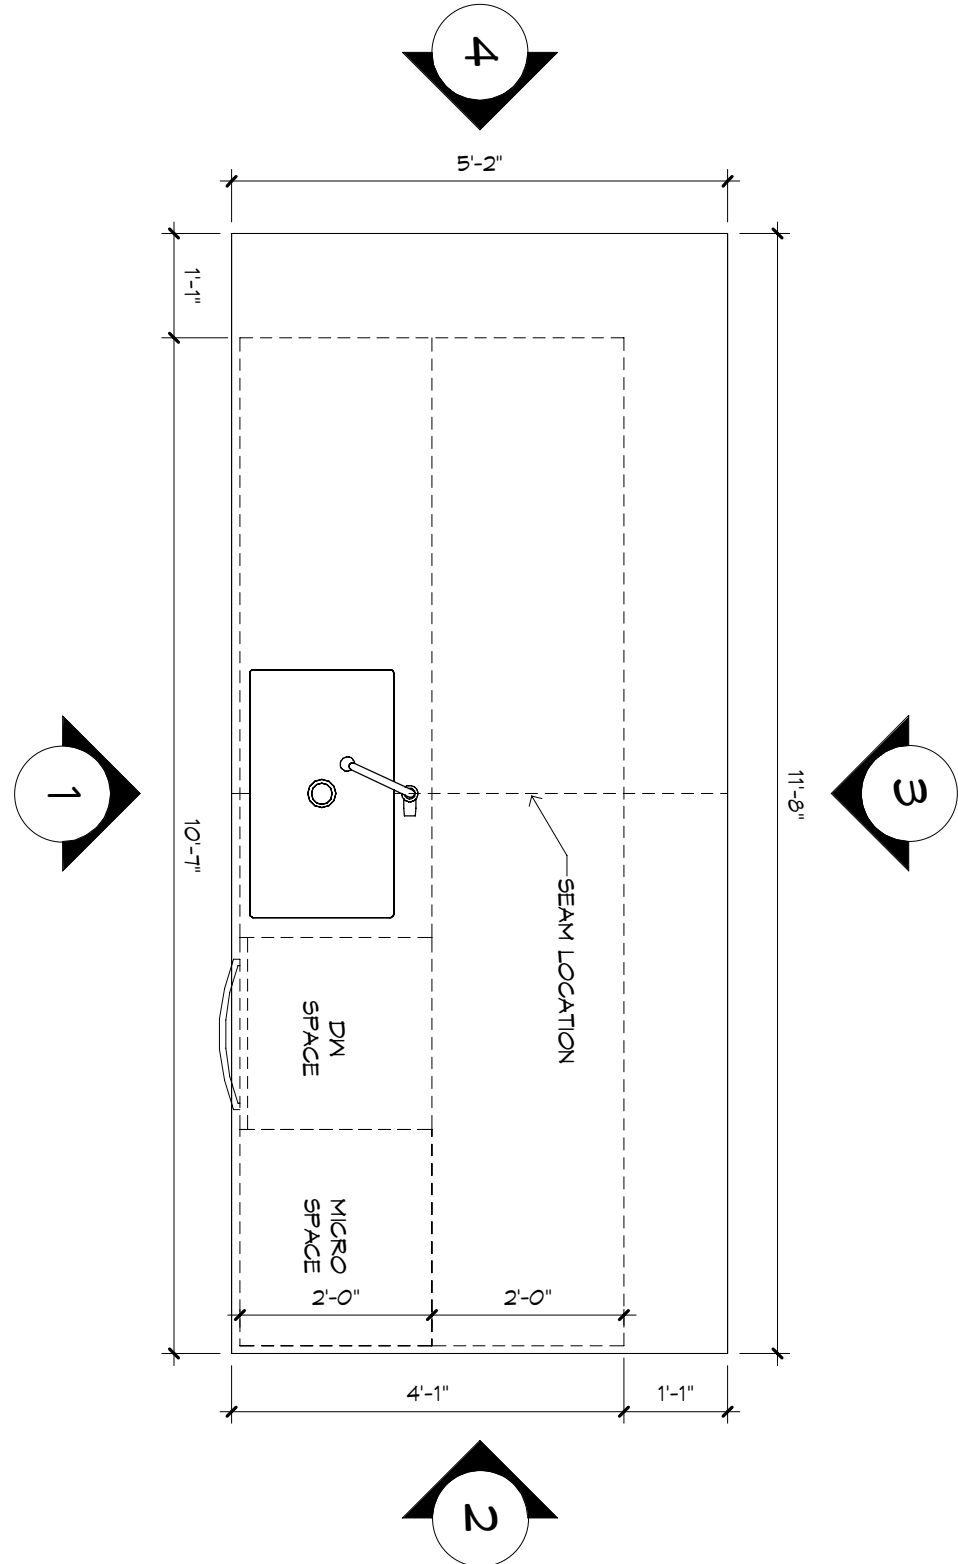 4
5'-2"
1'-1"
1
10'-7"
11'-8"
3
SEAM LOCATION
DW
SPACE
MICRO
SPACE
2'-0"
2'-0"
4'-1"
1'-1"
2